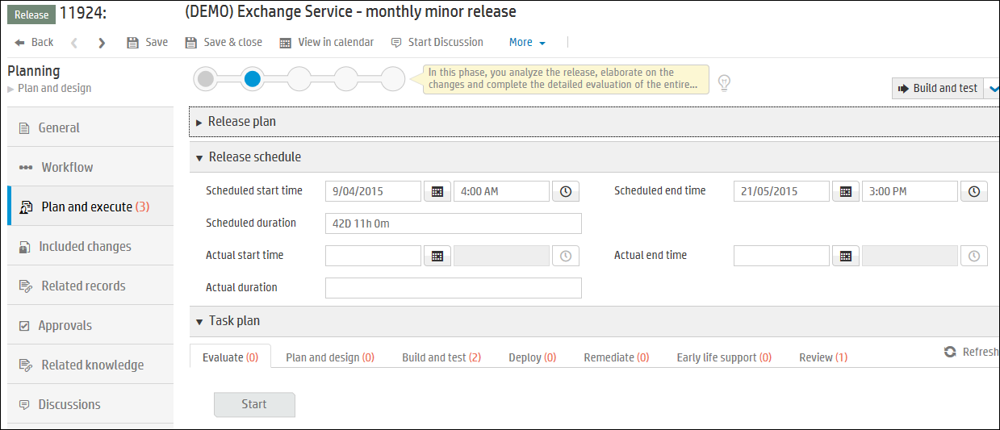 Release 11924: (DEMO) Exchange Service - monthly minor release
Back Save Save & close View in calendar Start Discussion More
Planning
Plan and design
In this phase, you analyze the release, elaborate on the
changes and complete the detailed evaluation of the entire...
Build and test
General
Workflow
Plan and execute (3)
Included changes
Related records
Approvals
Related knowledge
Discussions
Release plan
Release schedule
Scheduled start time 9/04/2015 4:00 AM Scheduled end time 21/05/2015 3:00 PM
Scheduled duration 42D 11h 0m
Actual start time Actual end time
Actual duration
Task plan
Evaluate (0) Plan and design (0) Build and test (2) Deploy (0) Remediate (0) Early life support (0) Review (1) Refresh
Start